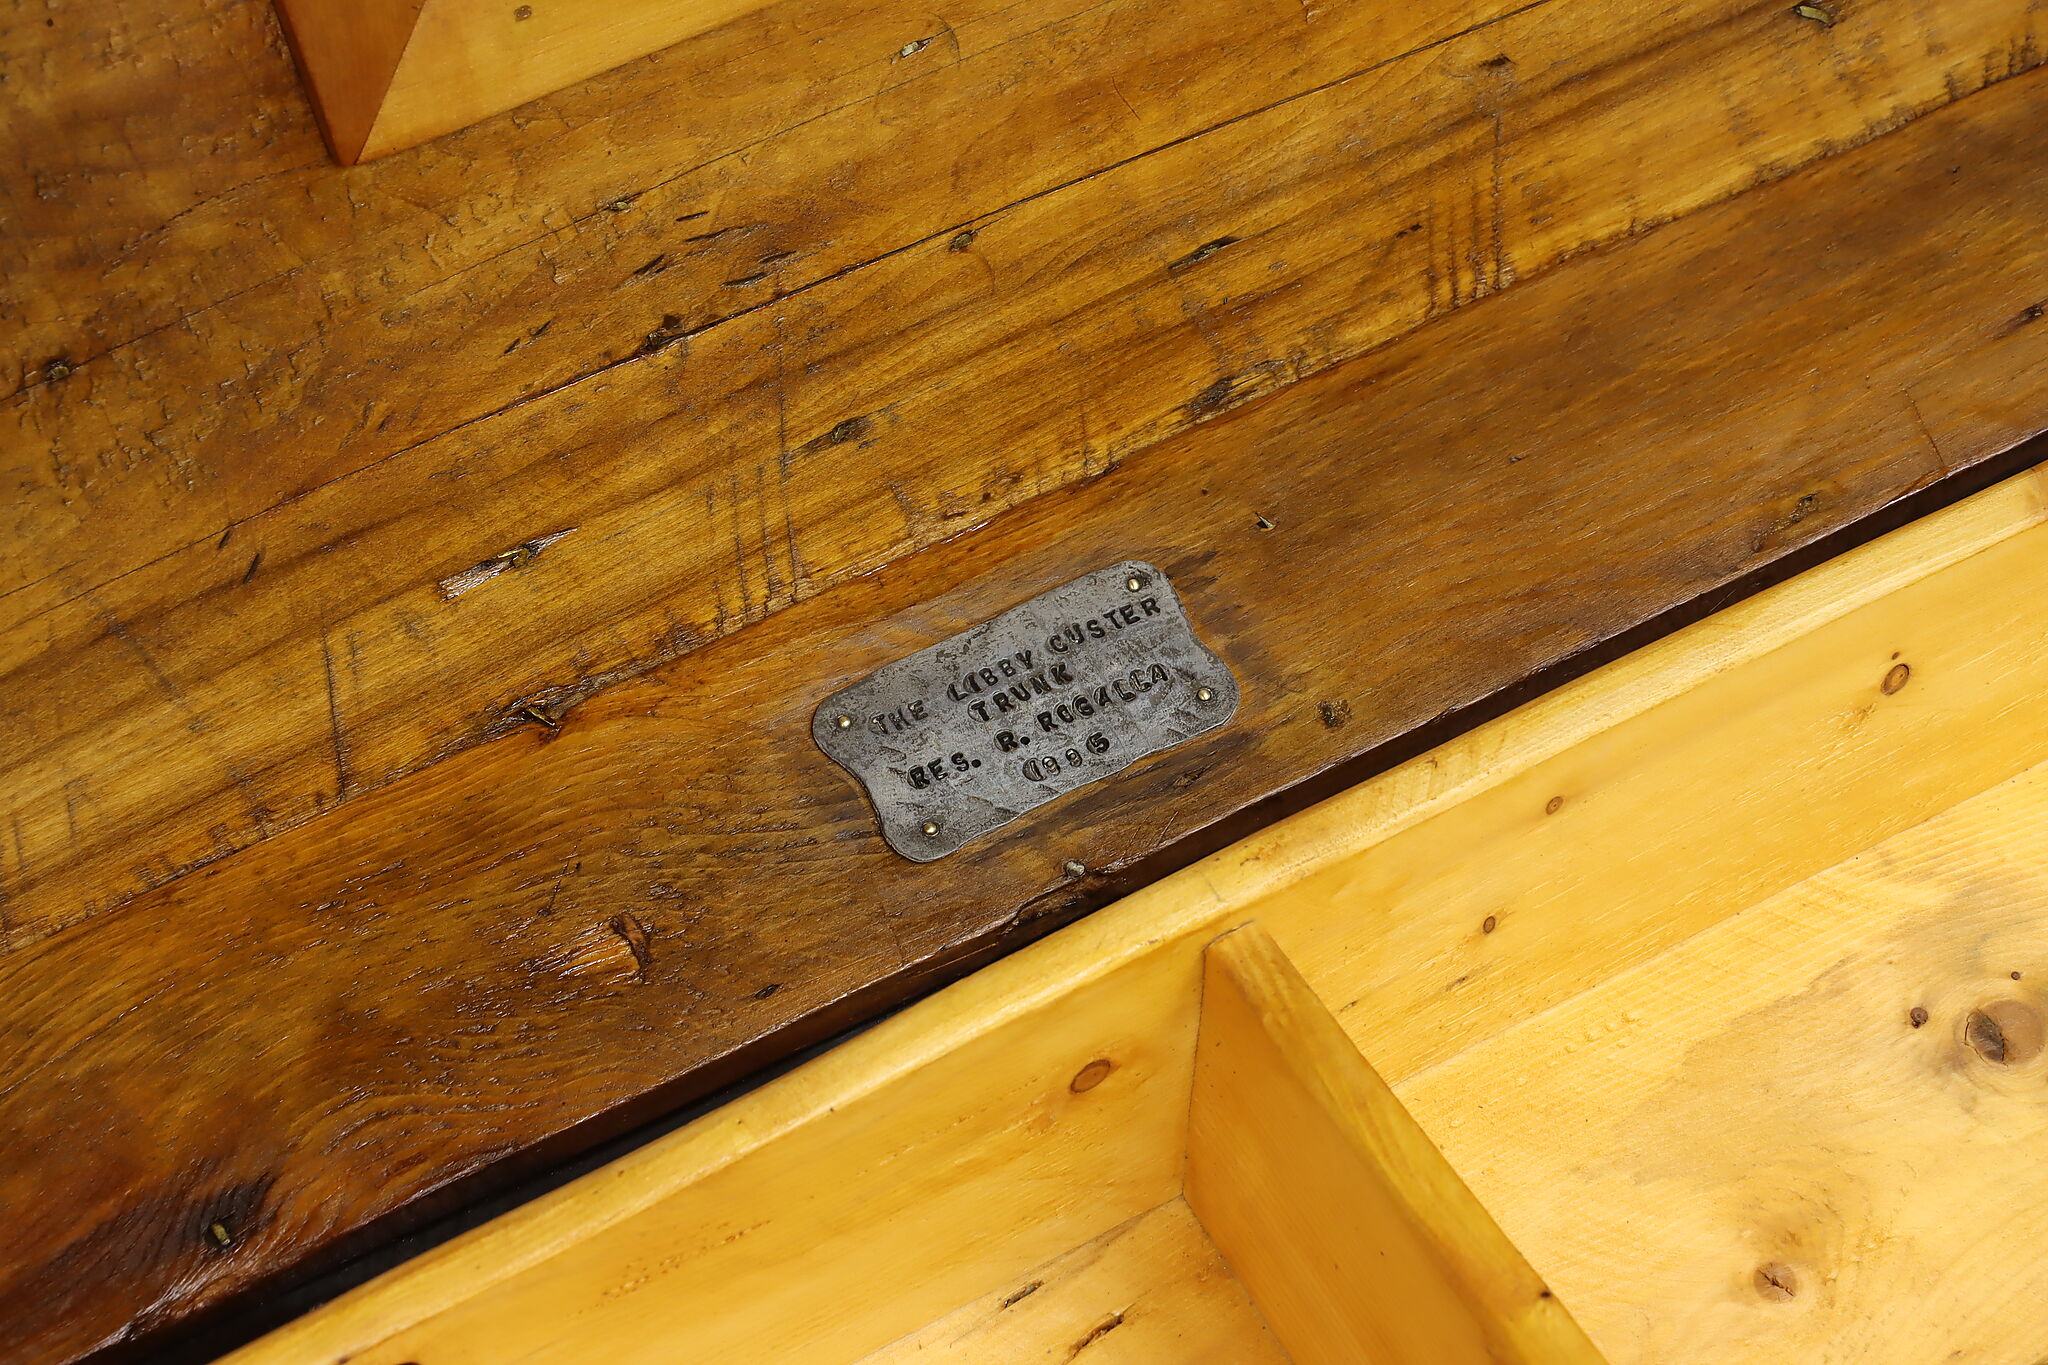 THE LIBBY CUSTER
TRUNK
RES. R. ROGALLA
1995